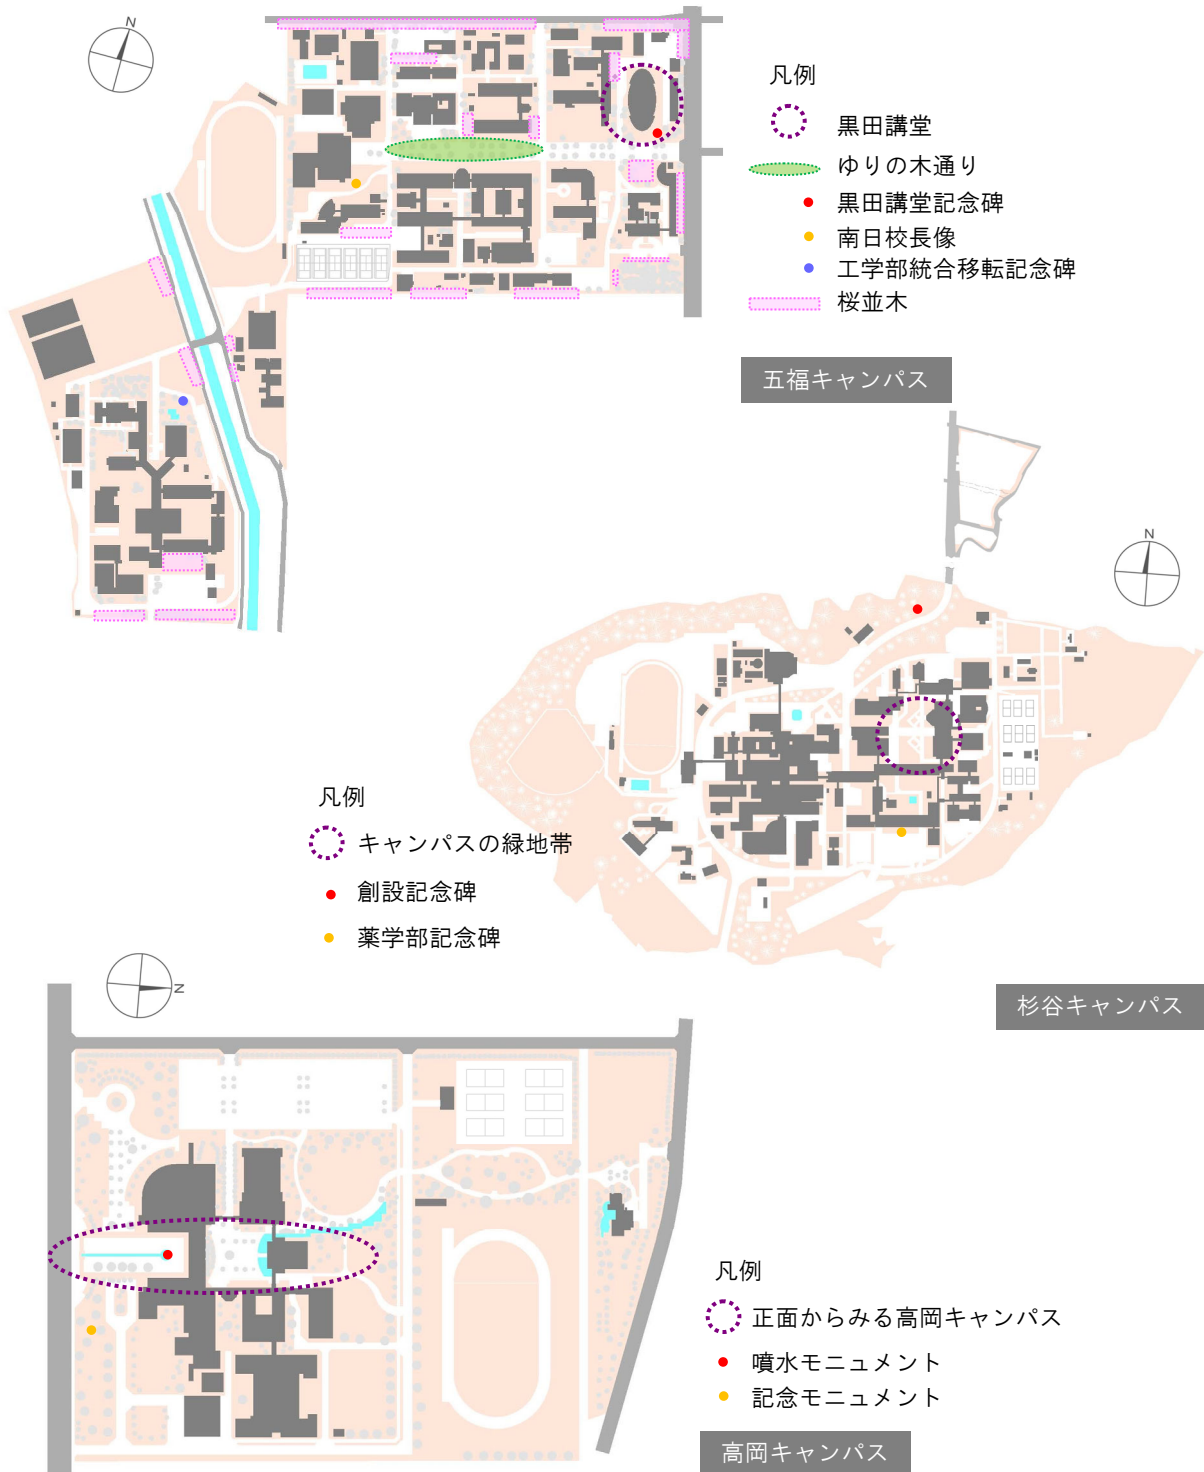 N
凡例
黒田講堂
ゆりの木通り
黒田講堂記念碑
南日校長像
工学部統合移転記念碑
桜並木
五福キャンパス
N
凡例
キャンパスの緑地帯
創設記念碑
薬学部記念碑
杉谷キャンパス
N
凡例
正面からみる高岡キャンパス
噴水モニュメント
記念モニュメント
高岡キャンパス